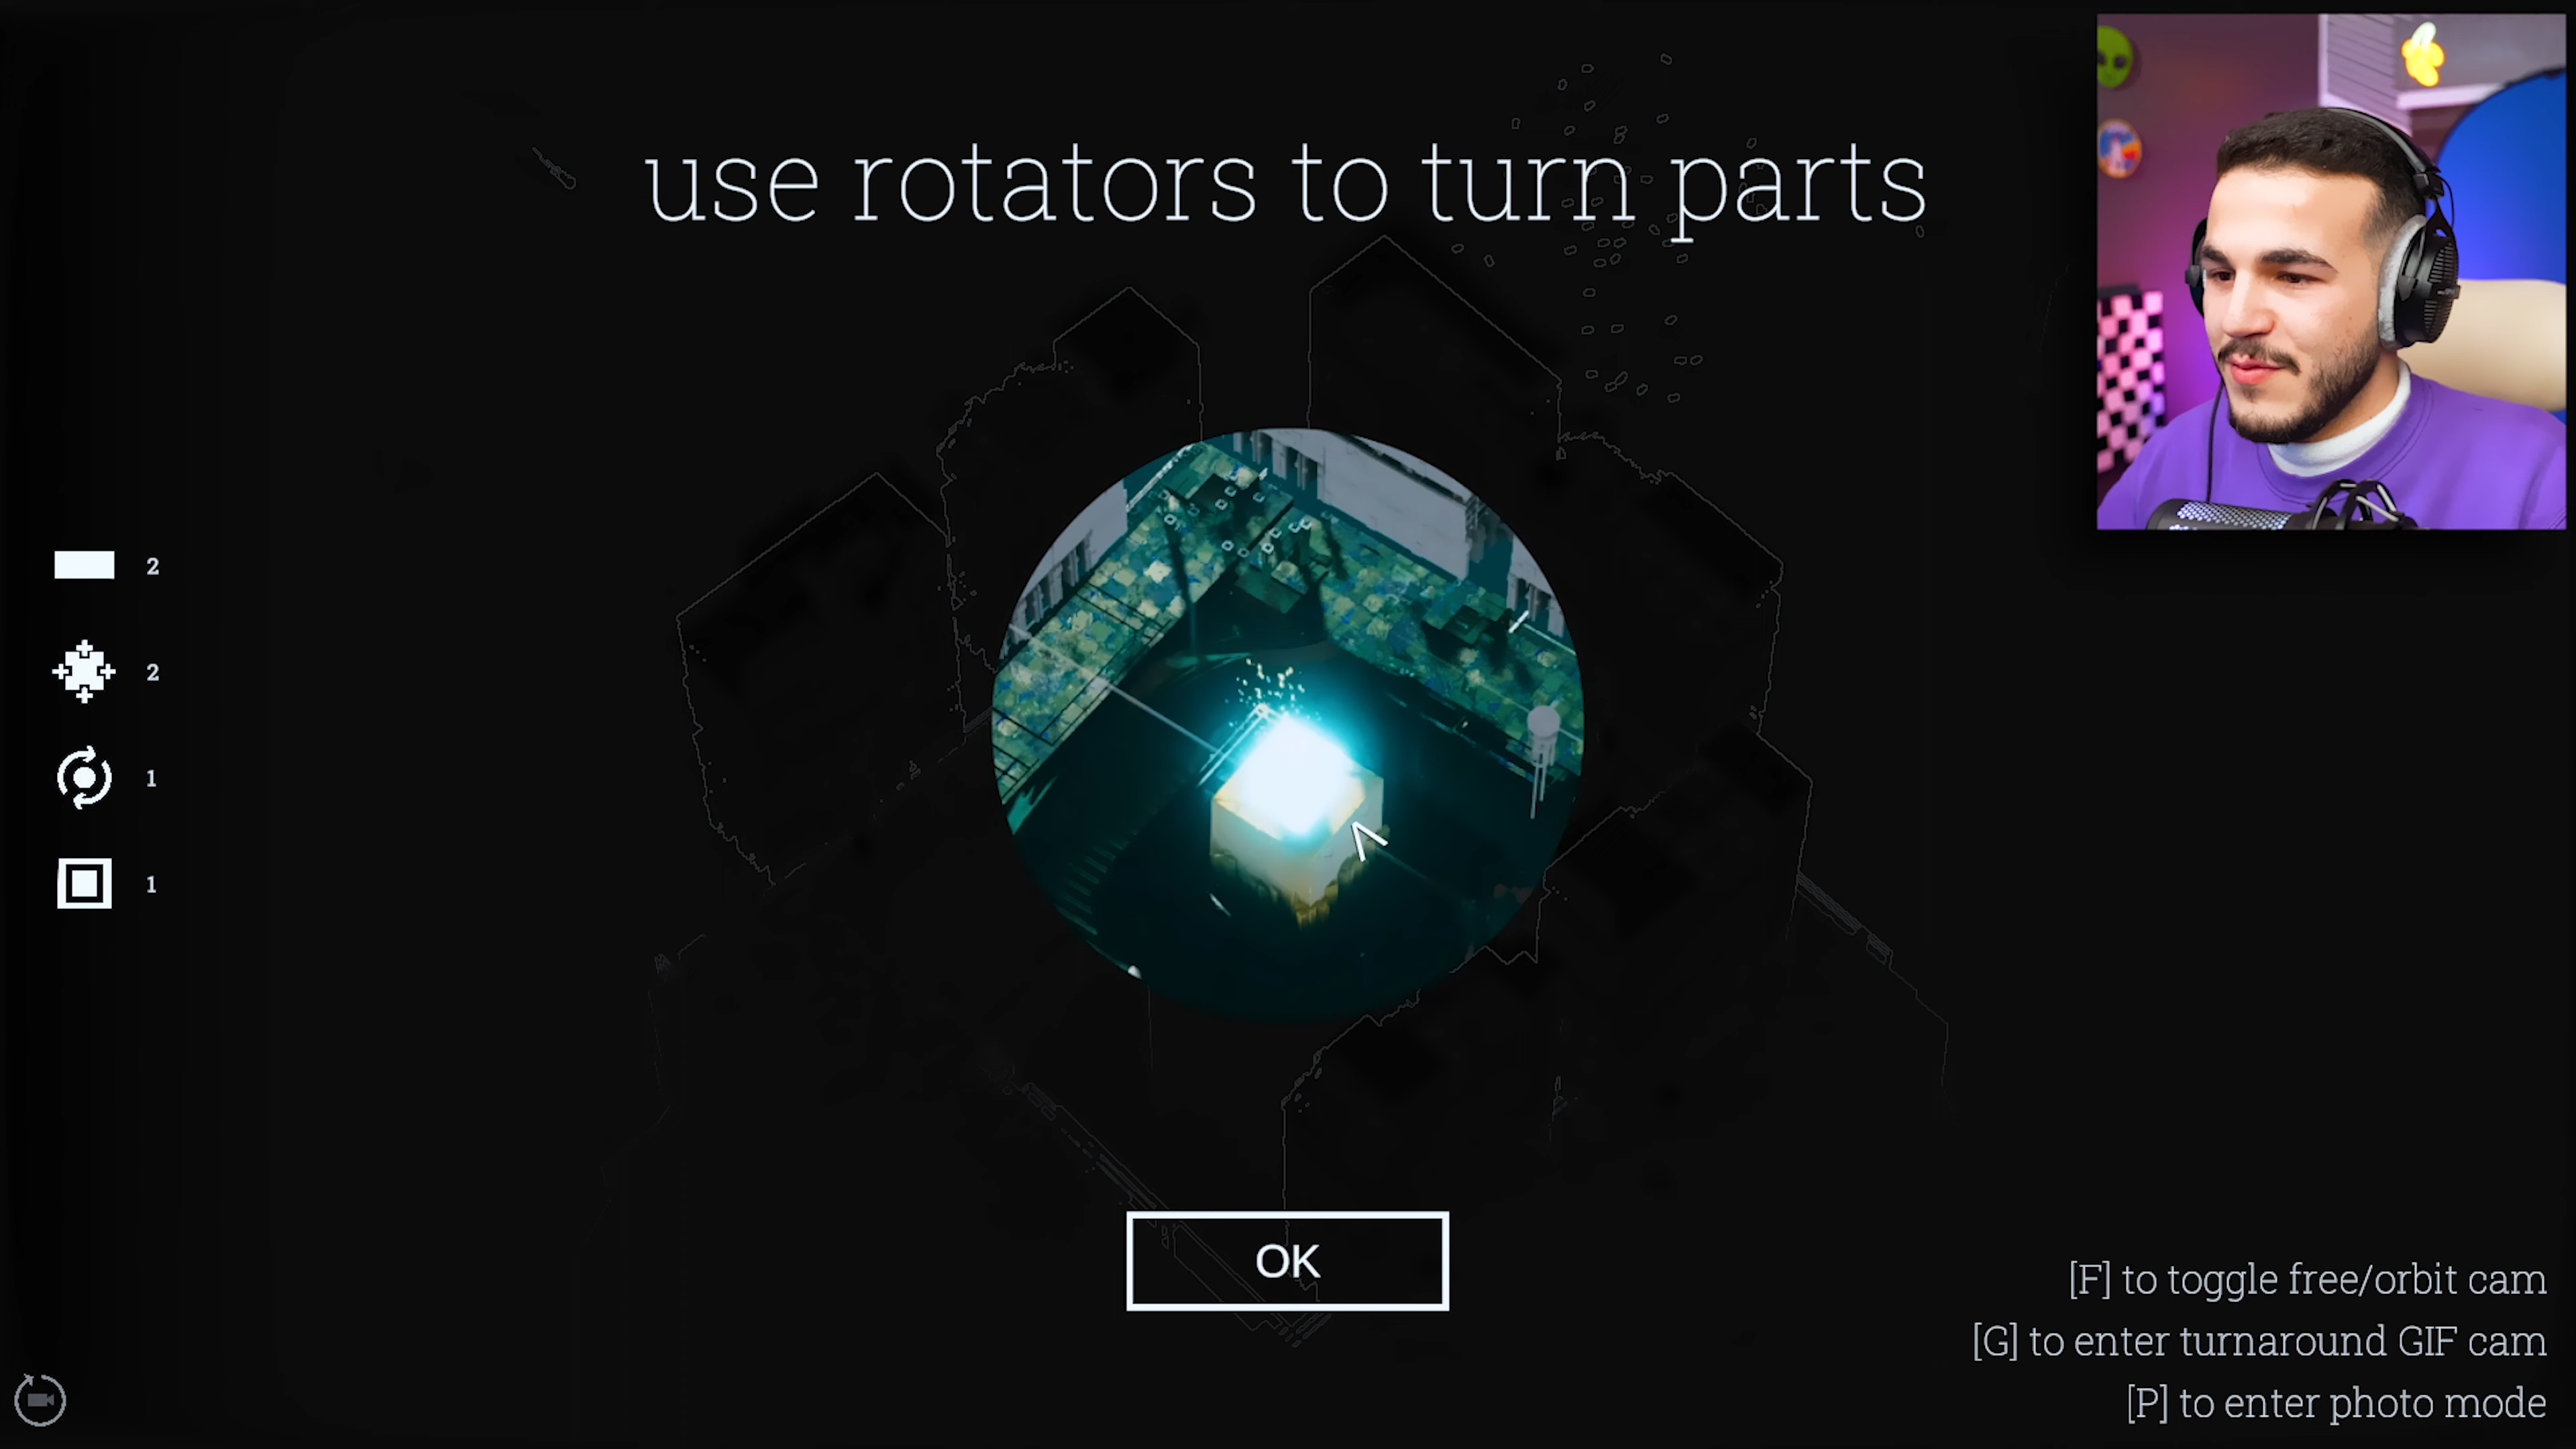 use rotators to turn parts
2
2
1
1
OK
[F] to toggle free/orbit cam
[G] to enter turnaround GIF cam
[P] to enter photo mode